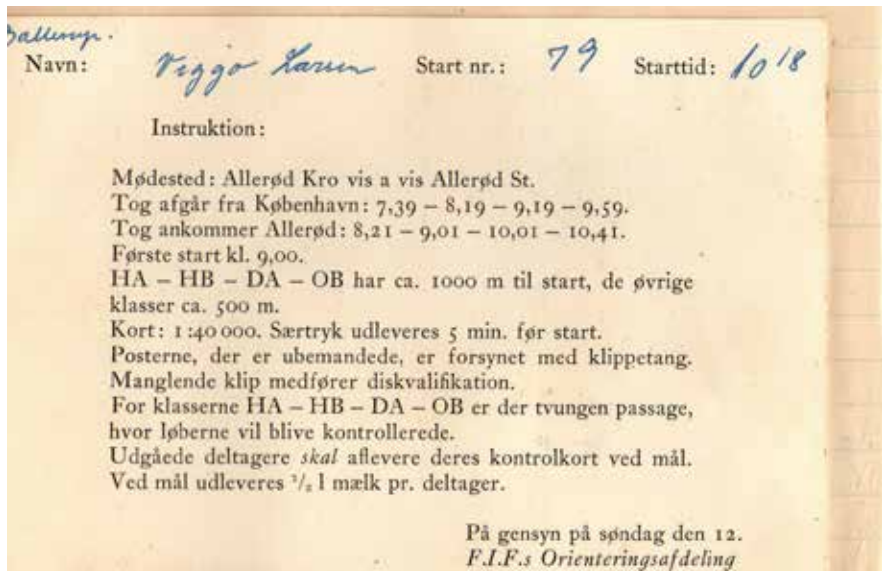 Ballerup.
Navn: Viggo Larsen Start nr.: 79 Starttid: 10 18
Instruktion:
Mødested: Allerød Kro vis a vis Allerød St.
Tog afgår fra København: 7,39 – 8,19 – 9,19 – 9,59.
Tog ankommer Allerød: 8,21 – 9,01 – 10,01 – 10,41.
Første start kl. 9,00.
HA – HB – DA – OB har ca. 1000 m til start, de øvrige
klasser ca. 500 m.
Kort: 1:40 000. Særtryk udleveres 5 min. før start.
Posterne, der er ubemandede, er forsynet med klippetang.
Manglende klip medfører diskvalifikation.
For klasserne HA – HB – DA – OB er der tvungen passage,
hvor løberne vil blive kontrollerede.
Udgåede deltagere skal aflevere deres kontrolkort ved mål.
Ved mål udleveres ¹/₂ l mælk pr. deltager.
På gensyn på søndag den 12.
F.I.F.s Orienteringsafdeling